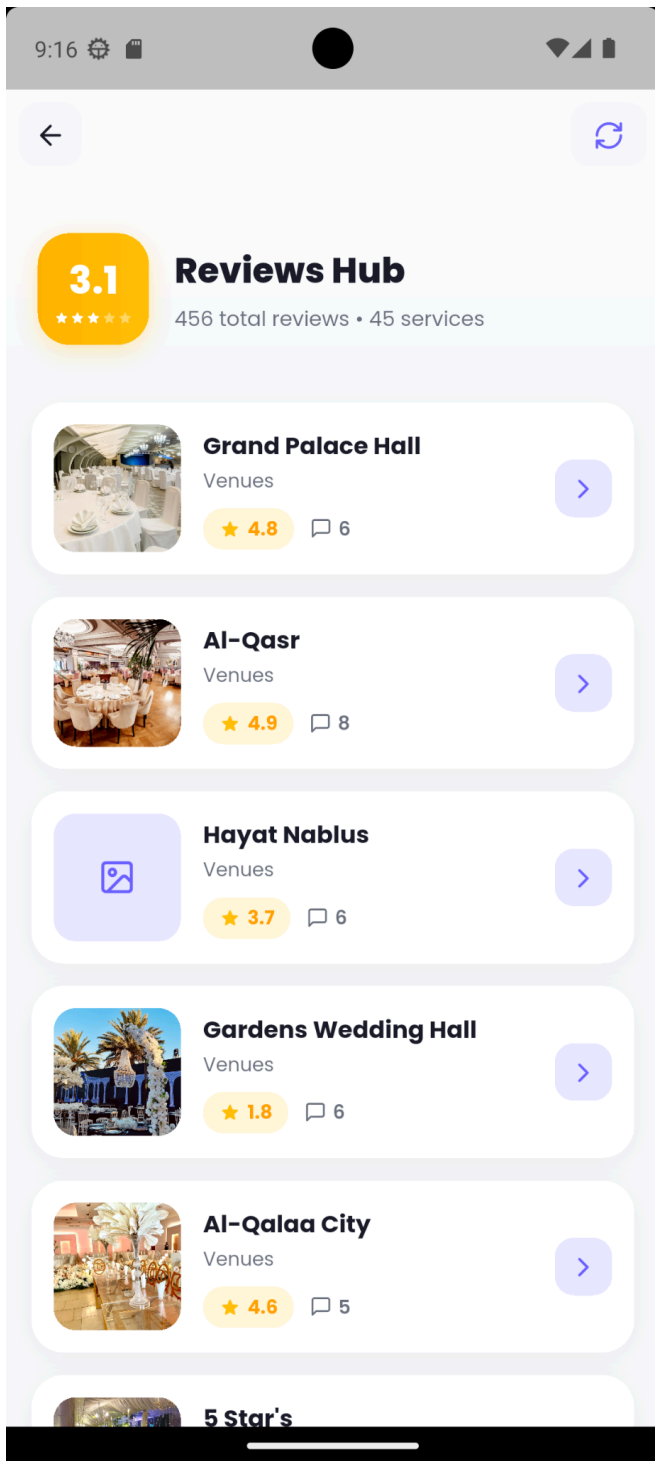 9:16
3.1
Reviews Hub
456 total reviews • 45 services
Grand Palace Hall
Venues
4.8 6
Al-Qasr
Venues
4.9 8
Hayat Nablus
Venues
3.7 6
Gardens Wedding Hall
Venues
1.8 6
Al-Qalaa City
Venues
4.6 5
5 Star's